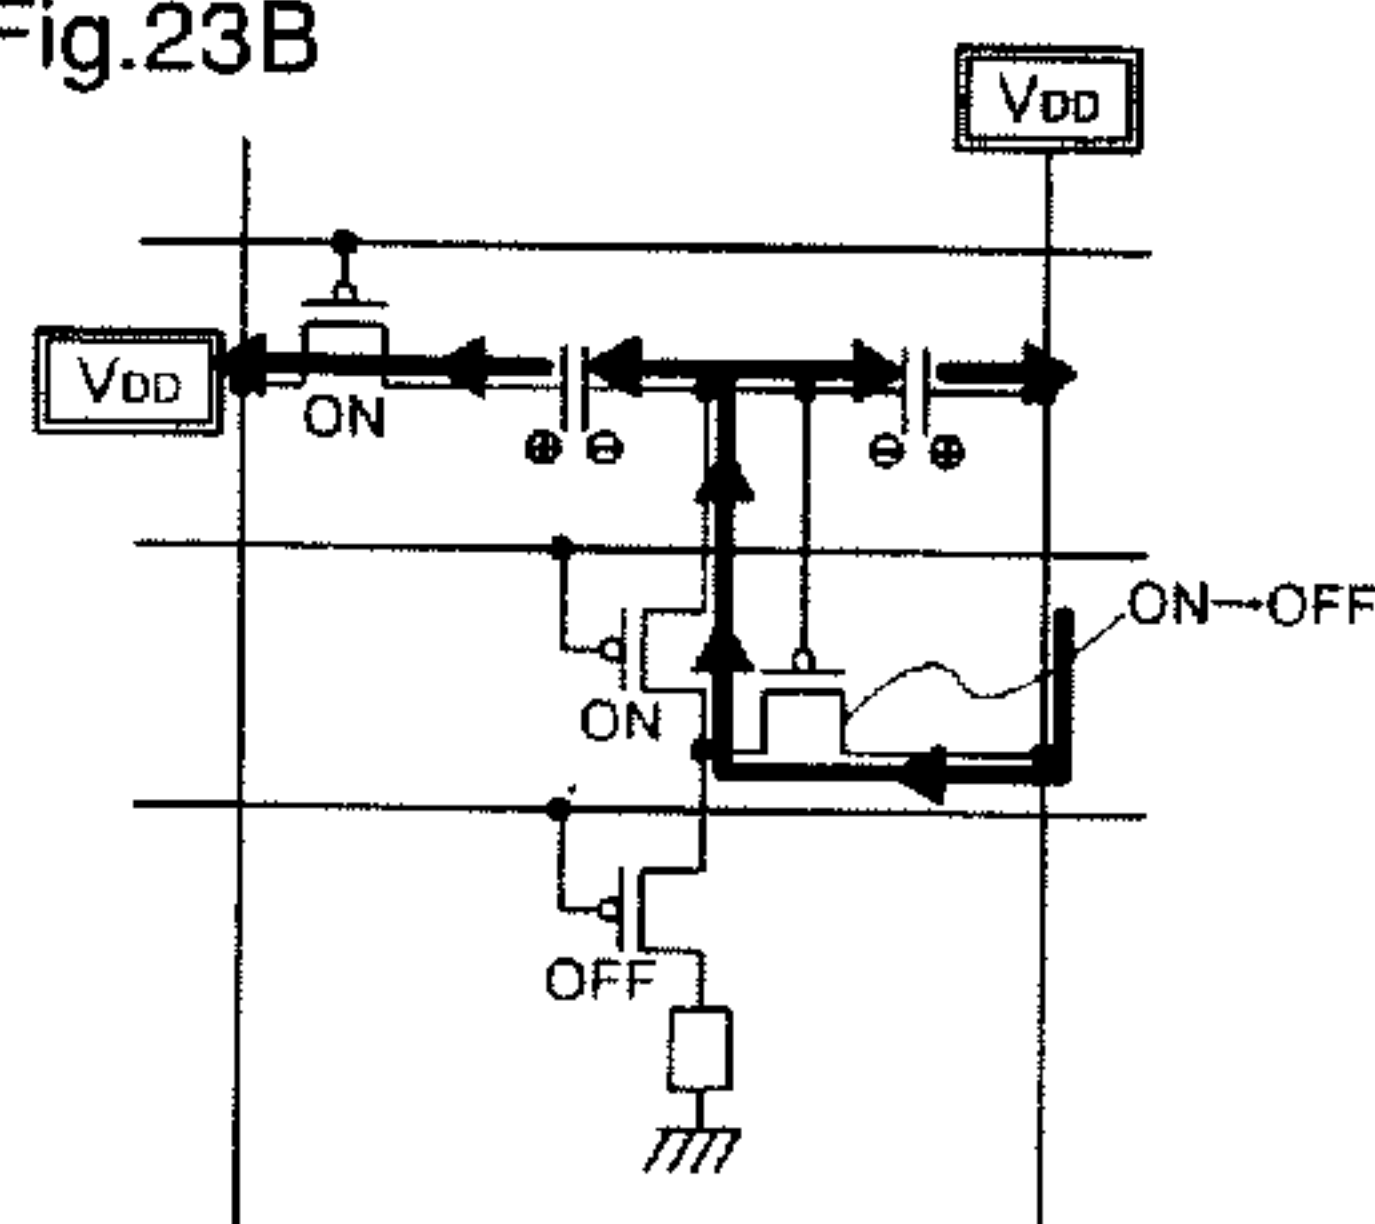 Fig.23B
VDD
VDD
ON
⊕ ⊖
⊖ ⊕
ON→OFF
ON
OFF